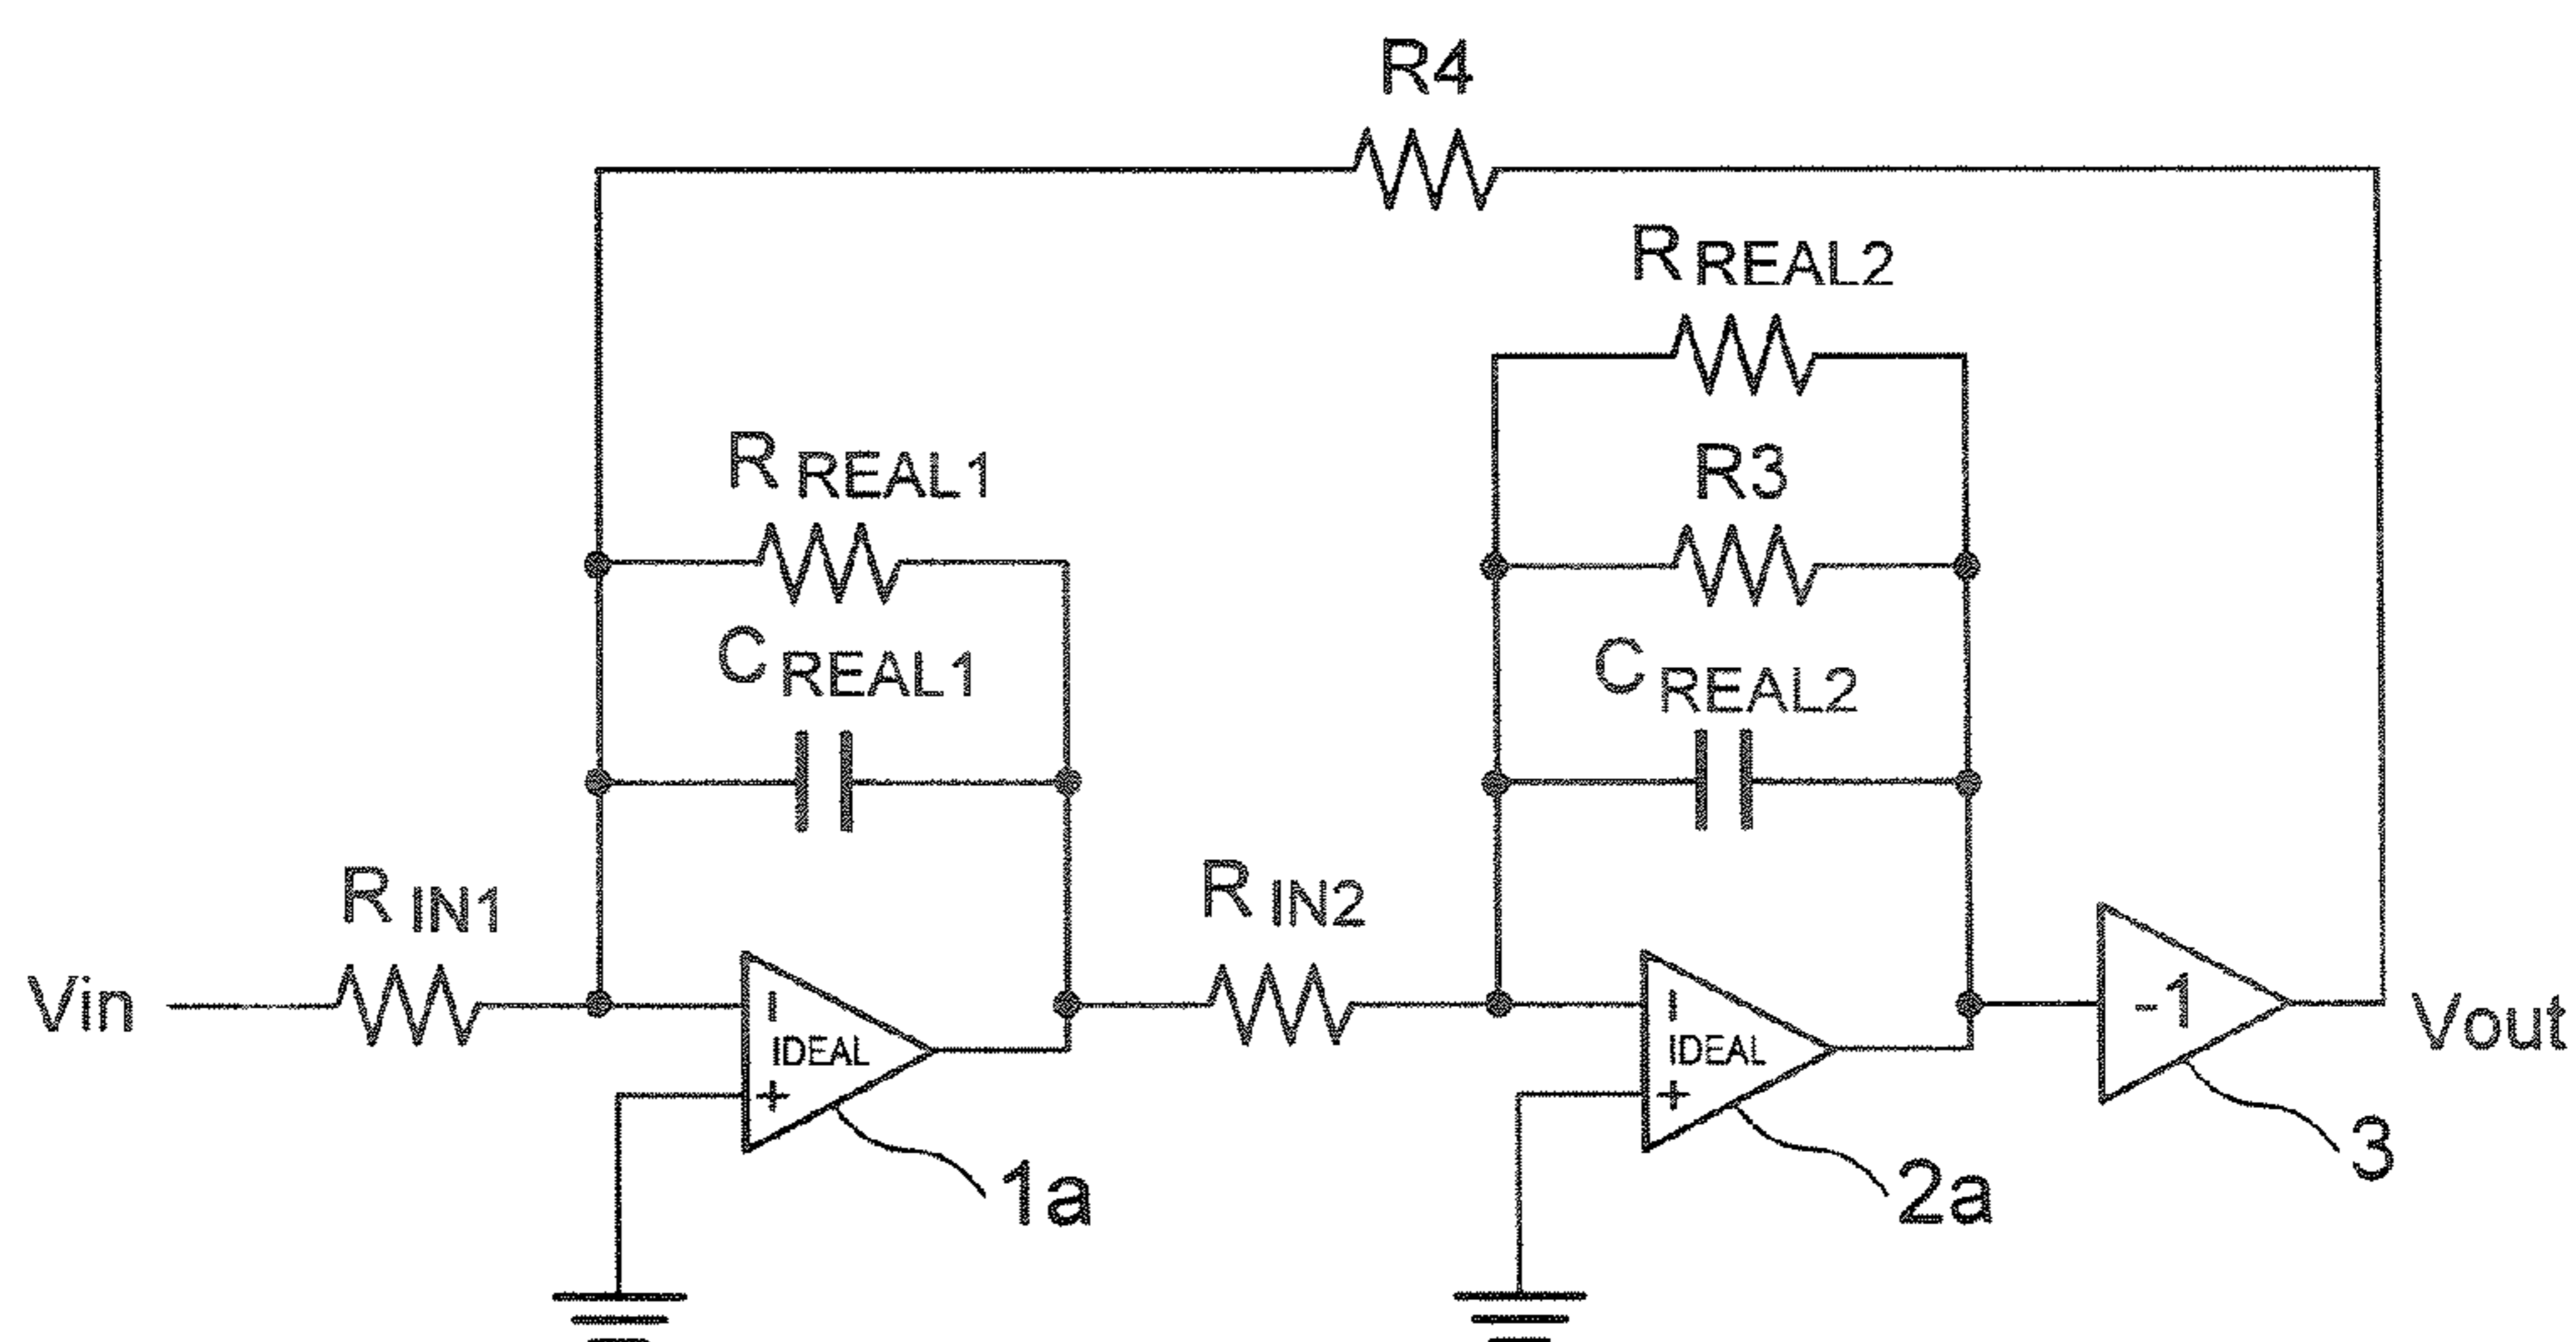 R4
R REAL2
R REAL1
R3
C REAL1
C REAL2
R IN1
R IN2
Vin
- IDEAL +
- IDEAL +
-1
Vout
1a
2a
3